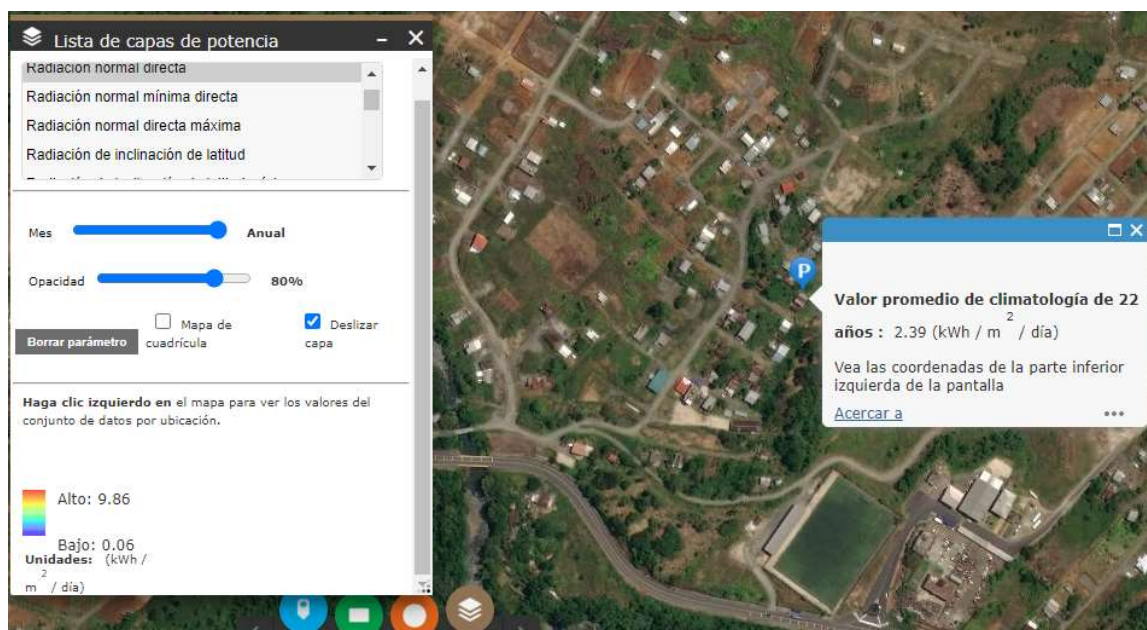 Lista de capas de potencia
Radiación normal directa
Radiación normal mínima directa
Radiación normal directa máxima
Radiación de inclinación de latitud
Mes Anual
Opacidad 80%
Borrar parámetro
Mapa de cuadrícula
Deslizar capa
Haga clic izquierdo en el mapa para ver los valores del
conjunto de datos por ubicación.
Alto: 9.86
Bajo: 0.06
Unidades: (kWh /
m 2 / día)
P
Valor promedio de climatología de 22
años : 2.39 (kWh / m 2 / día)
Vea las coordenadas de la parte inferior
izquierda de la pantalla
Acercar a